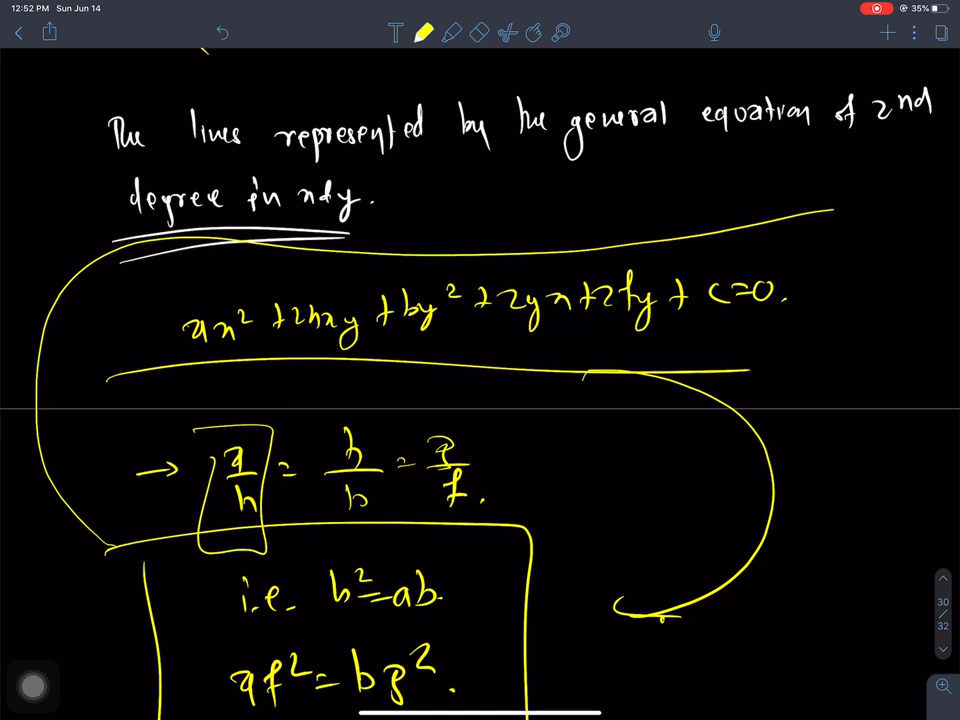 12:52 PM Sun Jun 14
35%
The lines represented by the general equation of 2nd
degree in x & y.
ax² + 2hxy + by² + 2gx + 2fy + c = 0.
→ a/h = h/b = g/f.
i.e. h² = ab.
af² = bg².
30
/
32